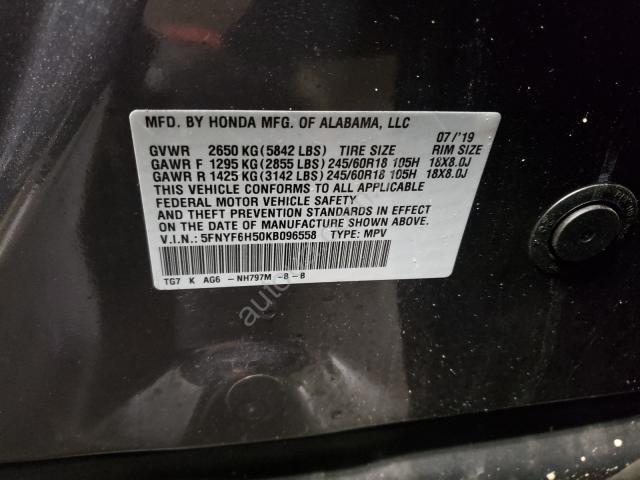 MFD. BY HONDA MFG. OF ALABAMA, LLC
07/'19
GVWR 2650 KG(5842 LBS) TIRE SIZE RIM SIZE
GAWR F 1295 KG(2855 LBS)245/60R18 105H 18X8.0J
GAWR R 1425 KG(3142 LBS)245/60R18 105H 18X8.0J
THIS VEHICLE CONFORMS TO ALL APPLICABLE
FEDERAL MOTOR VEHICLE SAFETY
AND THEFT PREVENTION STANDARDS IN EFFECT
ON THE DATE OF MANUFACTURE SHOWN ABOVE.
V.I.N.: 5FNYF6H50KB096558 TYPE: MPV
TG7 K AG6 -NH797M -B-B